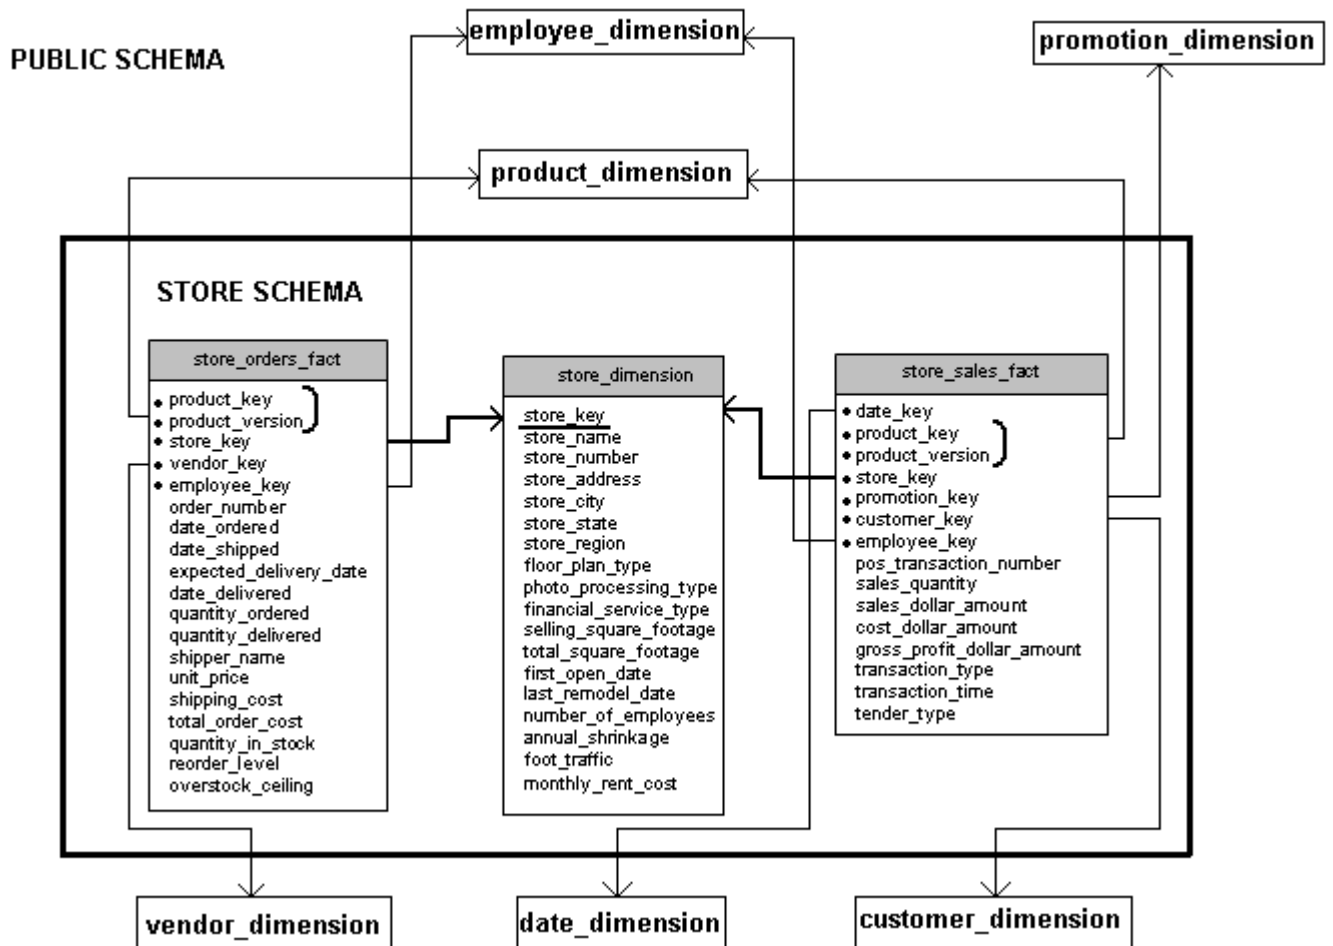 employee_dimension
promotion_dimension
PUBLIC SCHEMA
product_dimension
STORE SCHEMA
store_orders_fact
product_key
product_version
store_key
vendor_key
employee_key
order_number
date_ordered
date_shipped
expected_delivery_date
date_delivered
quantity_ordered
quantity_delivered
shipper_name
unit_price
shipping_cost
total_order_cost
quantity_in_stock
reorder_level
overstock_ceiling
store_dimension
store_key
store_name
store_number
store_address
store_city
store_state
store_region
floor_plan_type
photo_processing_type
financial_service_type
selling_square_footage
total_square_footage
first_open_date
last_remodel_date
number_of_employees
annual_shrinkage
foot_traffic
monthly_rent_cost
store_sales_fact
date_key
product_key
product_version
store_key
promotion_key
customer_key
employee_key
pos_transaction_number
sales_quantity
sales_dollar_amount
cost_dollar_amount
gross_profit_dollar_amount
transaction_type
transaction_time
tender_type
vendor_dimension
date_dimension
customer_dimension